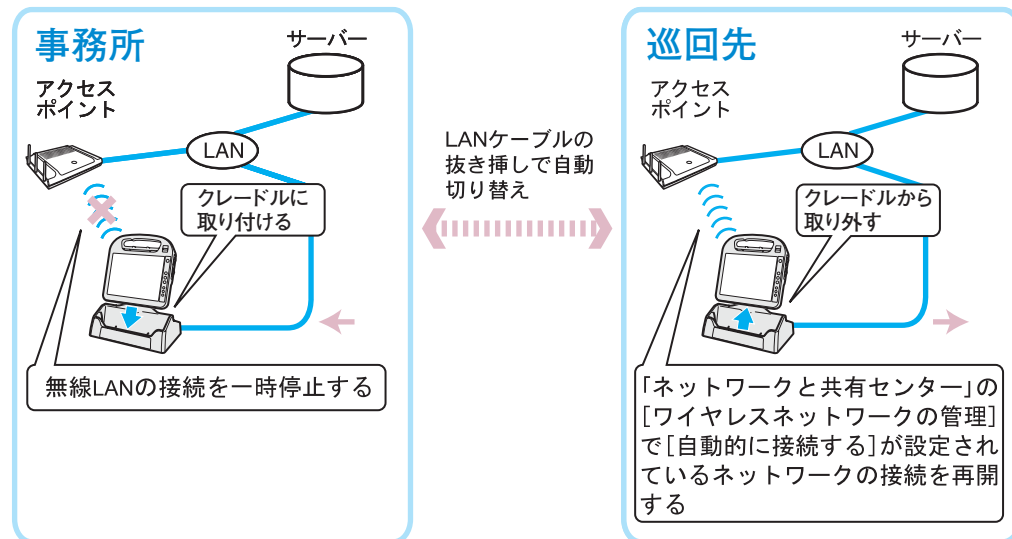 事務所
サーバー
アクセス
ポイント
LAN
クレードルに
取り付ける
無線LANの接続を一時停止する
LANケーブルの
抜き挿しで自動
切り替え
巡回先
サーバー
アクセス
ポイント
LAN
クレードルから
取り外す
「ネットワークと共有センター」の
[ワイヤレスネットワークの管理]
で[自動的に接続する]が設定され
ているネットワークの接続を再開
する